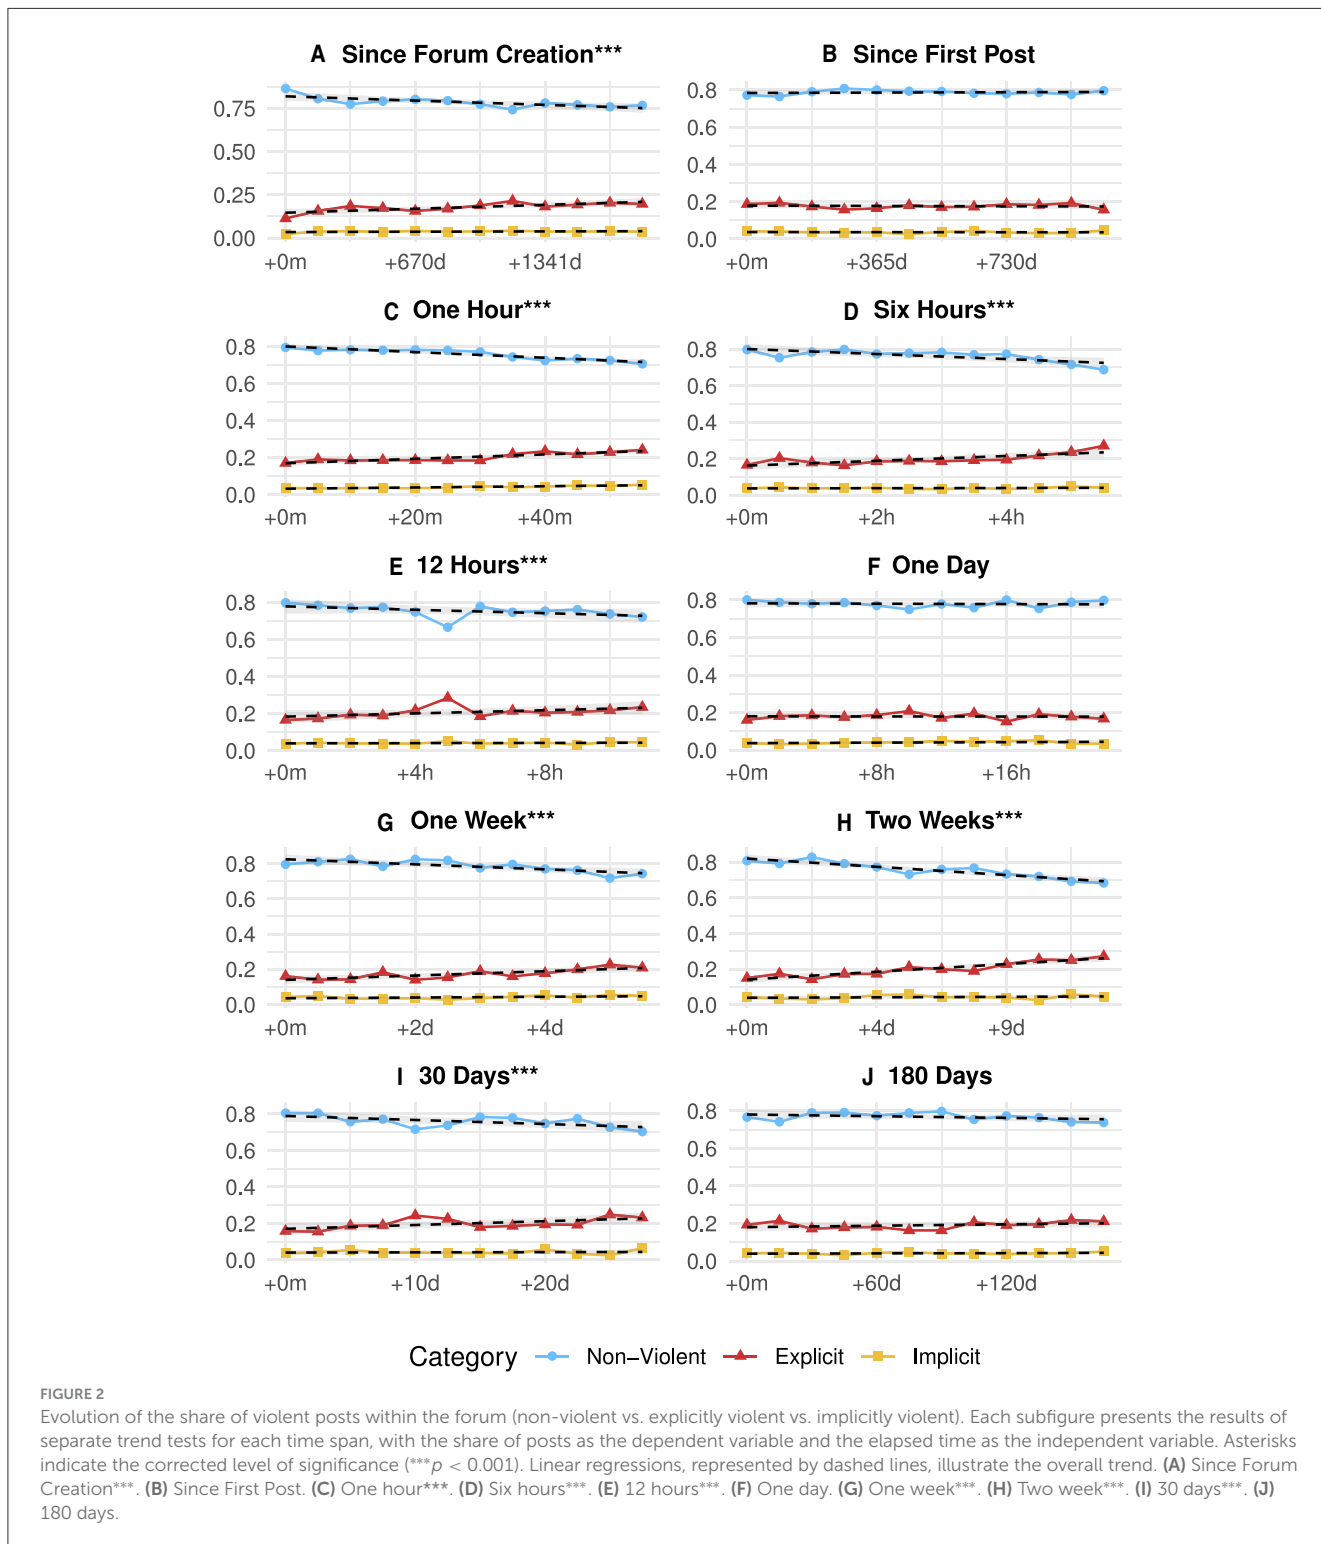 A Since Forum Creation***
0.75
0.50
0.25
0.00
+0m +670d +1341d
B Since First Post
0.8
0.6
0.4
0.2
0.0
+0m +365d +730d
C One Hour***
0.8
0.6
0.4
0.2
0.0
+0m +20m +40m
D Six Hours***
0.8
0.6
0.4
0.2
0.0
+0m +2h +4h
E 12 Hours***
0.8
0.6
0.4
0.2
0.0
+0m +4h +8h
F One Day
0.8
0.6
0.4
0.2
0.0
+0m +8h +16h
G One Week***
0.8
0.6
0.4
0.2
0.0
+0m +2d +4d
H Two Weeks***
0.8
0.6
0.4
0.2
0.0
+0m +4d +9d
I 30 Days***
0.8
0.6
0.4
0.2
0.0
+0m +10d +20d
J 180 Days
0.8
0.6
0.4
0.2
0.0
+0m +60d +120d
Category Non−Violent Explicit Implicit
FIGURE 2
Evolution of the share of violent posts within the forum (non-violent vs. explicitly violent vs. implicitly violent). Each subfigure presents the results of
separate trend tests for each time span, with the share of posts as the dependent variable and the elapsed time as the independent variable. Asterisks
indicate the corrected level of significance (***p < 0.001). Linear regressions, represented by dashed lines, illustrate the overall trend. (A) Since Forum
Creation***. (B) Since First Post. (C) One hour***. (D) Six hours***. (E) 12 hours***. (F) One day. (G) One week***. (H) Two week***. (I) 30 days***. (J)
180 days.